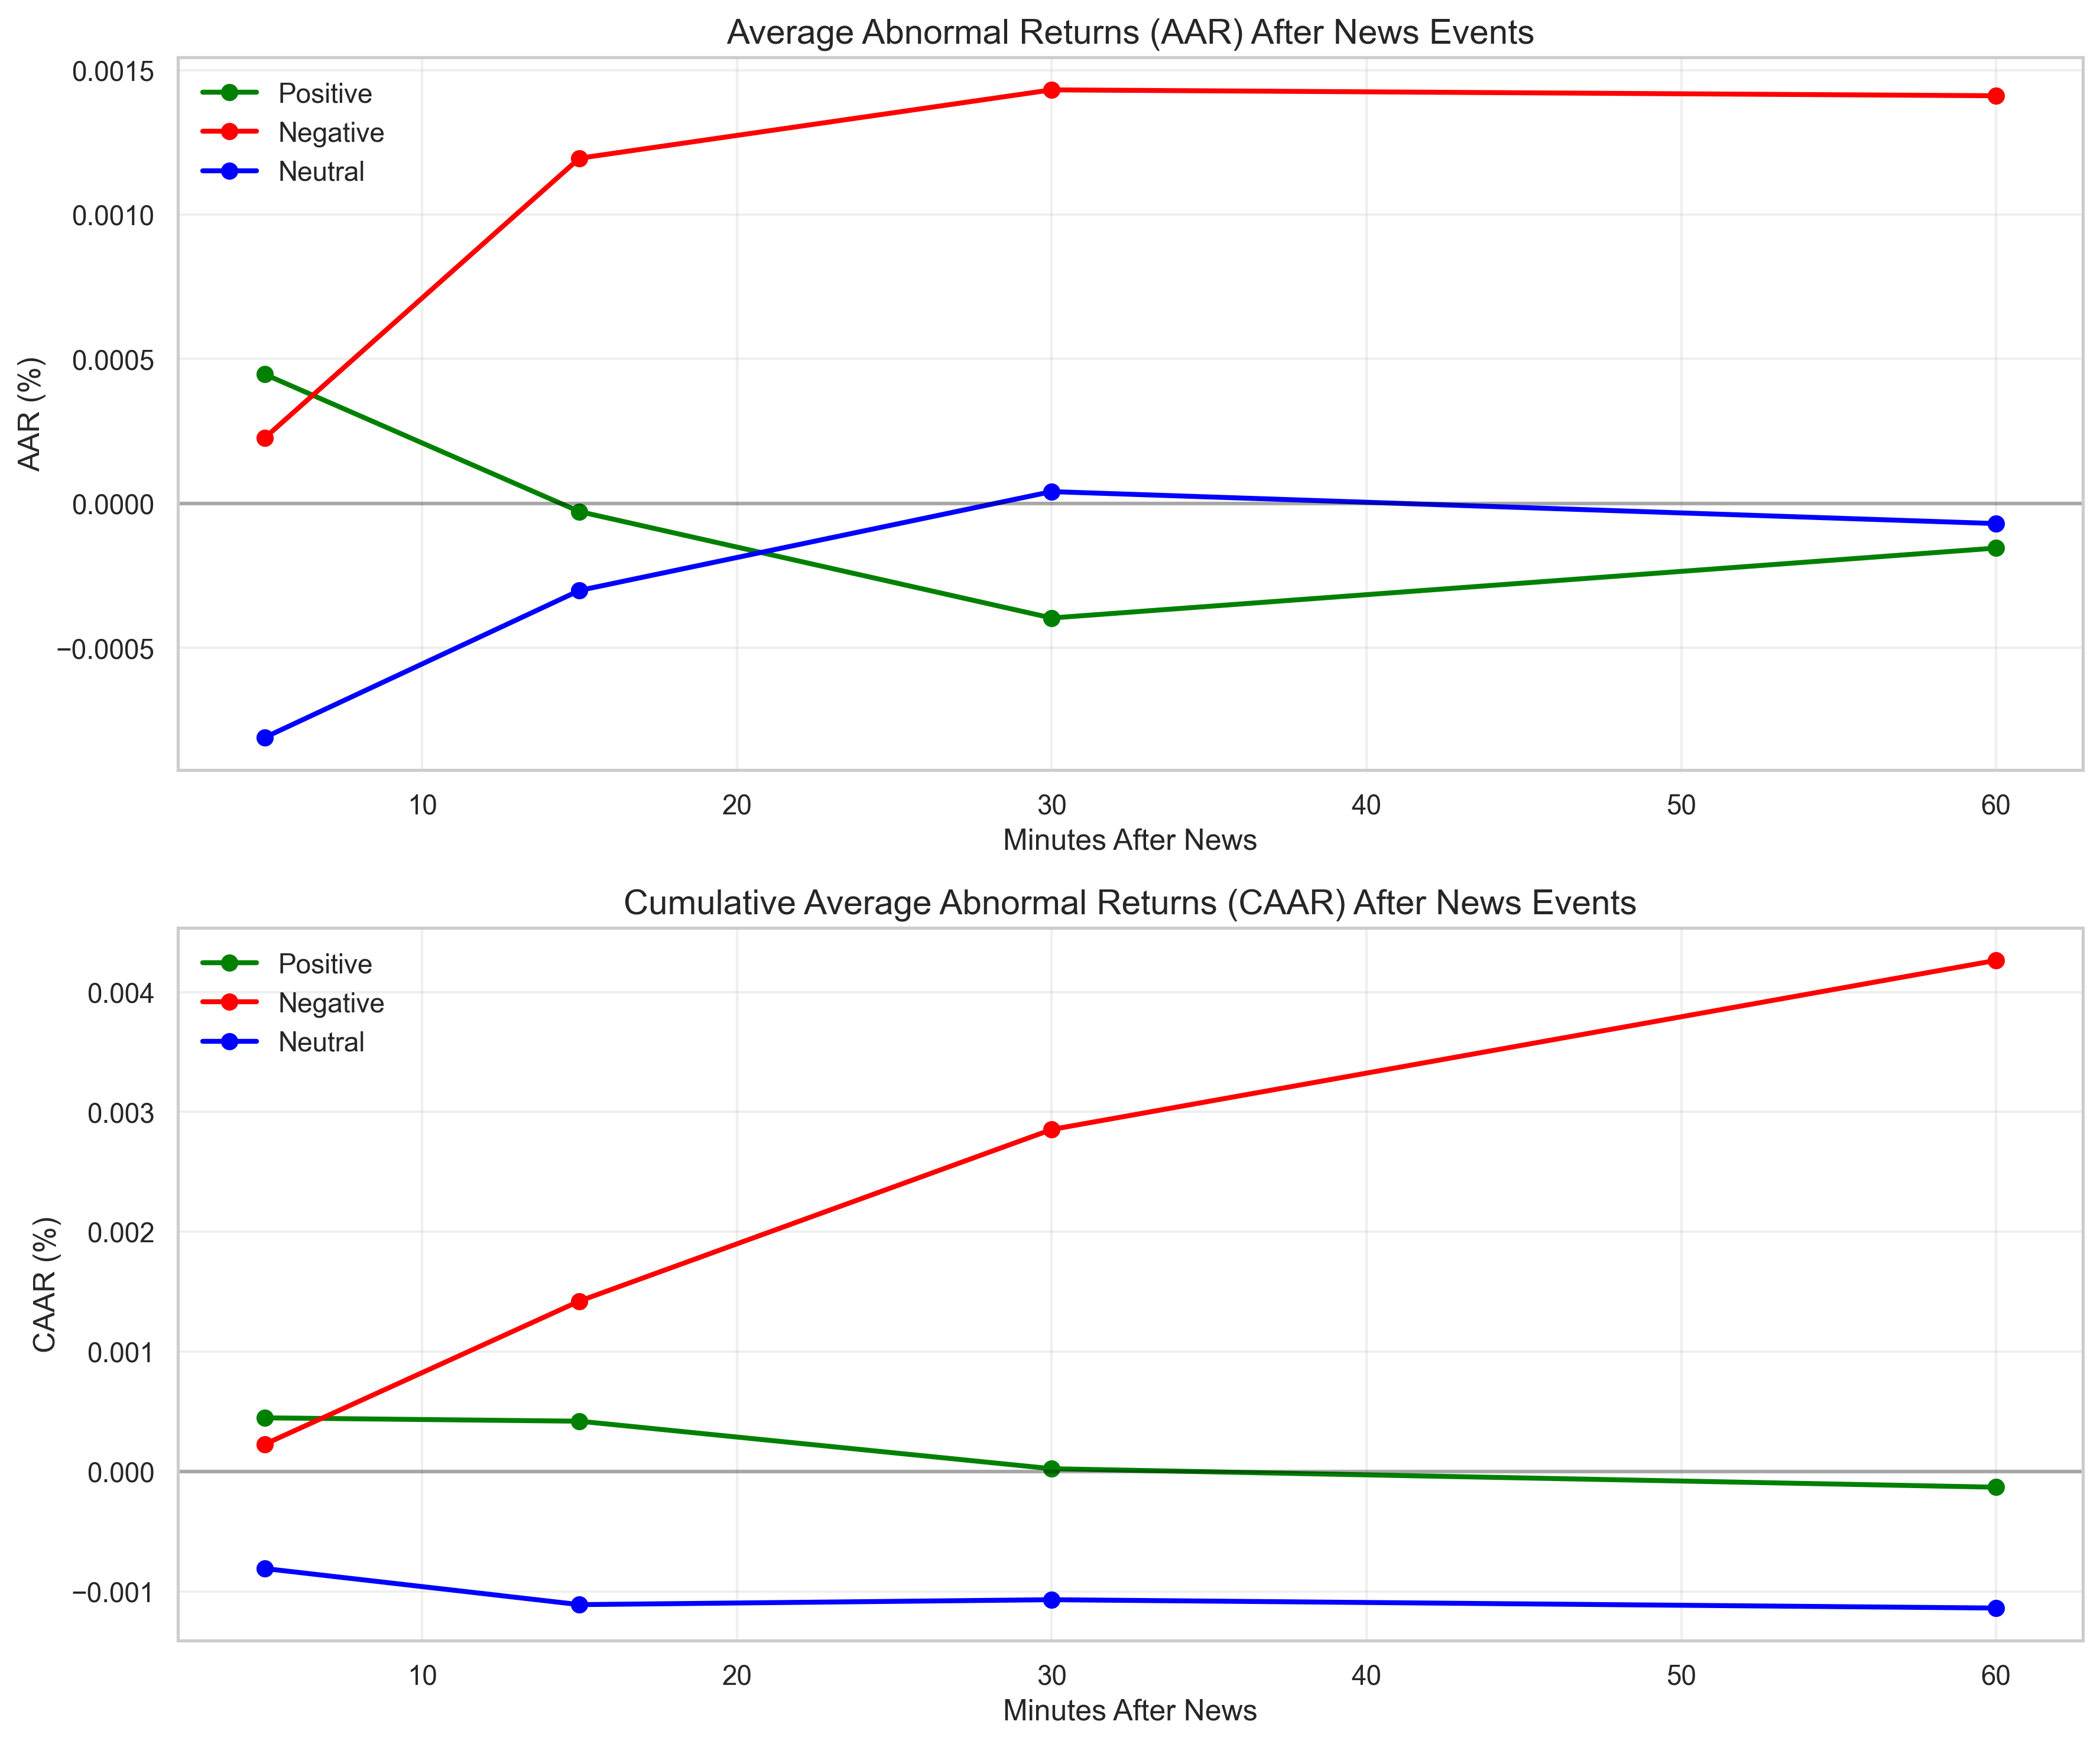 Average Abnormal Returns (AAR) After News Events
Positive
Negative
Neutral
AAR (%)
0.0015
0.0010
0.0005
0.0000
−0.0005
10 20 30 40 50 60
Minutes After News
Cumulative Average Abnormal Returns (CAAR) After News Events
Positive
Negative
Neutral
CAAR (%)
0.004
0.003
0.002
0.001
0.000
−0.001
10 20 30 40 50 60
Minutes After News